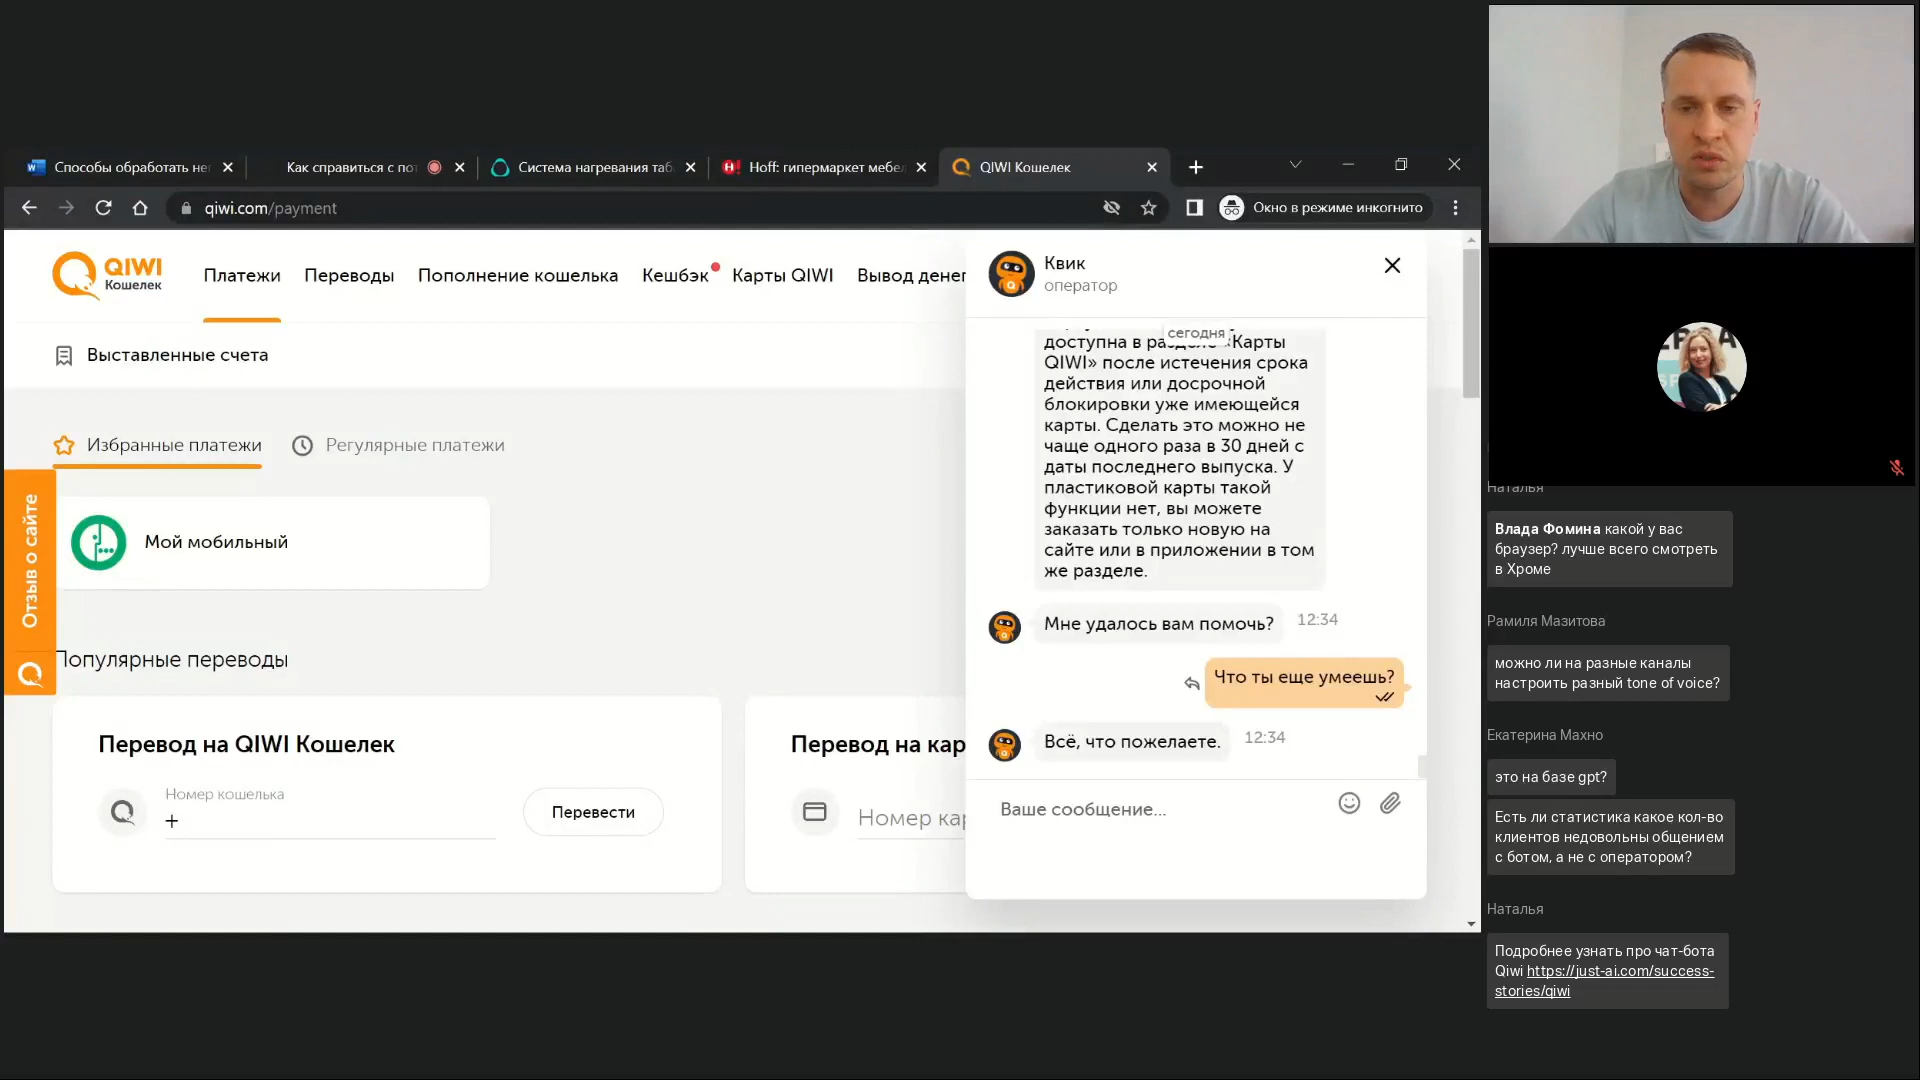 Способы обработать нег
Как справиться с пот
Система нагревания таб
Hoff: гипермаркет мебел
QIWI Кошелек
qiwi.com/payment
Окно в режиме инкогнито
QIWI
Кошелек
Платежи
Переводы
Пополнение кошелька
Кешбэк
Карты QIWI
Вывод денег
Выставленные счета
Избранные платежи
Регулярные платежи
Отзыв о сайте
Мой мобильный
Популярные переводы
Перевод на QIWI Кошелек
Номер кошелька
+
Перевести
Перевод на кар
Номер кар
Квик
оператор
сегодня
доступна в разделе «Карты
QIWI» после истечения срока
действия или досрочной
блокировки уже имеющейся
карты. Сделать это можно не
чаще одного раза в 30 дней с
даты последнего выпуска. У
пластиковой карты такой
функции нет, вы можете
заказать только новую на
сайте или в приложении в том
же разделе.
Мне удалось вам помочь?
12:34
Что ты еще умеешь?
Всё, что пожелаете.
12:34
Ваше сообщение...
Наталья
Влада Фомина какой у вас
браузер? лучше всего смотреть
в Хроме
Рамиля Мазитова
можно ли на разные каналы
настроить разный tone of voice?
Екатерина Махно
это на базе gpt?
Есть ли статистика какое кол-во
клиентов недовольны общением
с ботом, а не с оператором?
Наталья
Подробнее узнать про чат-бота
Qiwi https://just-ai.com/success-
stories/qiwi